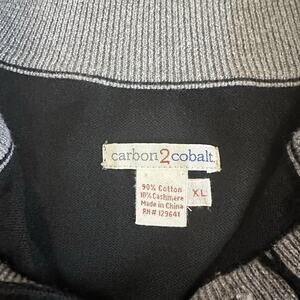 carbon2cobalt.
90% Cotton
10% Cashmere
Made in China
RN# 129641
XL